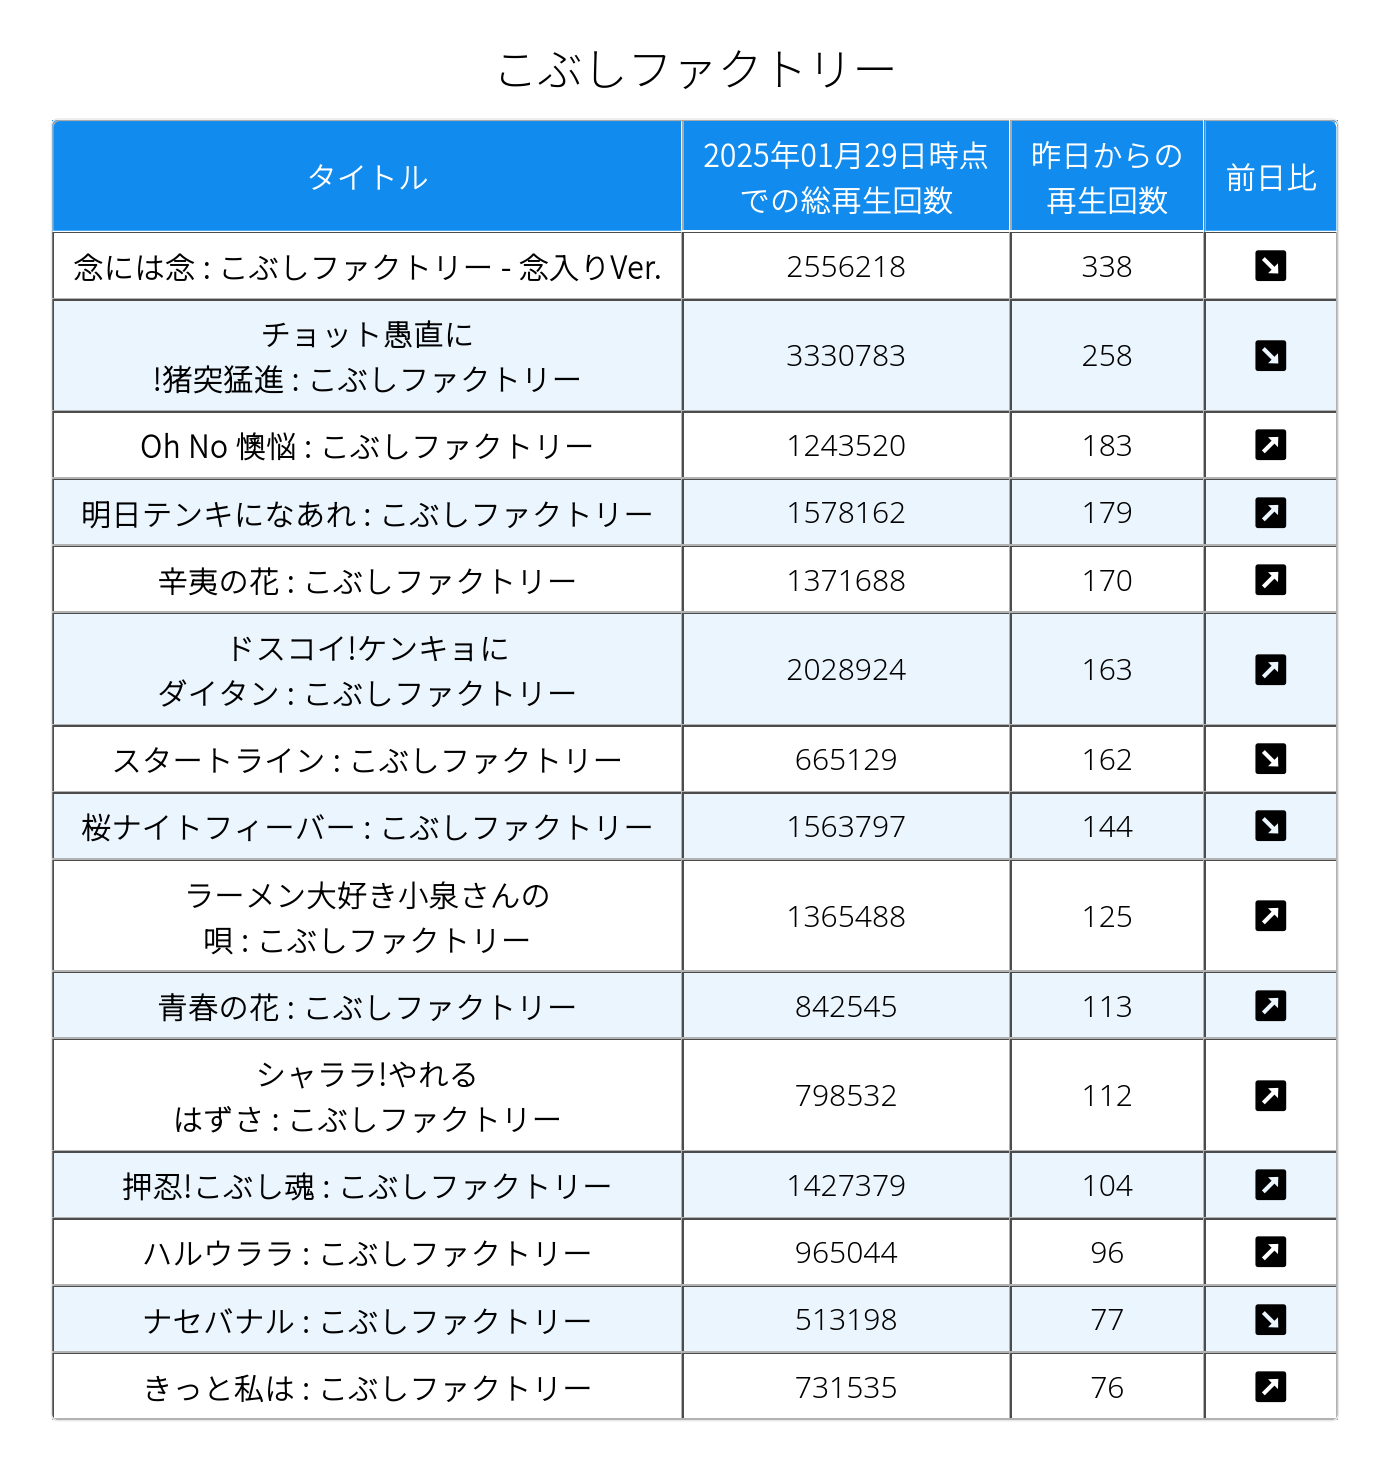 こぶしファクトリー
タイトル
2025年01月29日時点
での総再生回数
昨日からの
再生回数
前日比
念には念 : こぶしファクトリー - 念入りVer. 2556218 338 ↘
チョット愚直に
!猪突猛進 : こぶしファクトリー 3330783 258 ↘
Oh No 懊悩 : こぶしファクトリー 1243520 183 ↗
明日テンキになあれ : こぶしファクトリー 1578162 179 ↗
辛夷の花 : こぶしファクトリー 1371688 170 ↗
ドスコイ!ケンキョに
ダイタン : こぶしファクトリー 2028924 163 ↗
スタートライン : こぶしファクトリー 665129 162 ↘
桜ナイトフィーバー : こぶしファクトリー 1563797 144 ↘
ラーメン大好き小泉さんの
唄 : こぶしファクトリー 1365488 125 ↗
青春の花 : こぶしファクトリー 842545 113 ↗
シャララ!やれる
はずさ : こぶしファクトリー 798532 112 ↗
押忍!こぶし魂 : こぶしファクトリー 1427379 104 ↗
ハルウララ : こぶしファクトリー 965044 96 ↗
ナセバナル : こぶしファクトリー 513198 77 ↘
きっと私は : こぶしファクトリー 731535 76 ↗